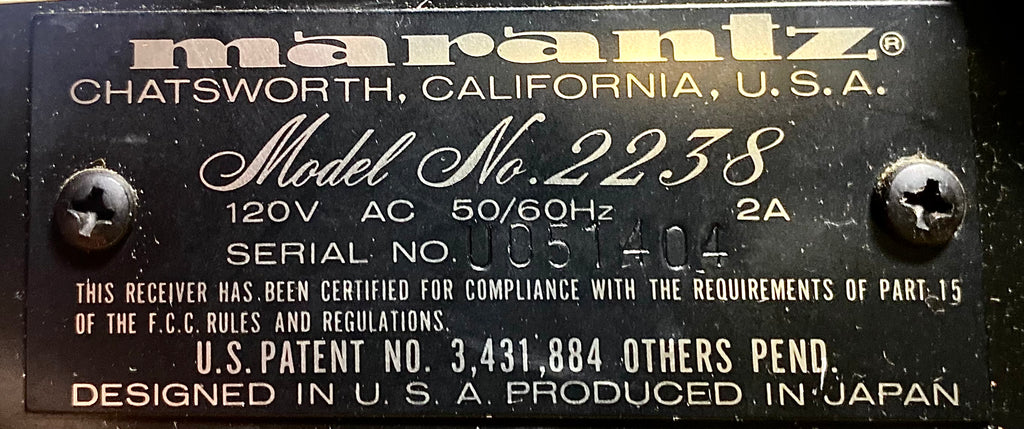 marantz®
CHATSWORTH, CALIFORNIA, U.S.A.
Model No. 2238
120V AC 50/60Hz 2A
SERIAL NO. U051404
THIS RECEIVER HAS BEEN CERTIFIED FOR COMPLIANCE WITH THE REQUIREMENTS OF PART 15
OF THE F.C.C. RULES AND REGULATIONS.
U.S. PATENT NO. 3,431,884 OTHERS PEND.
DESIGNED IN U.S.A. PRODUCED IN JAPAN